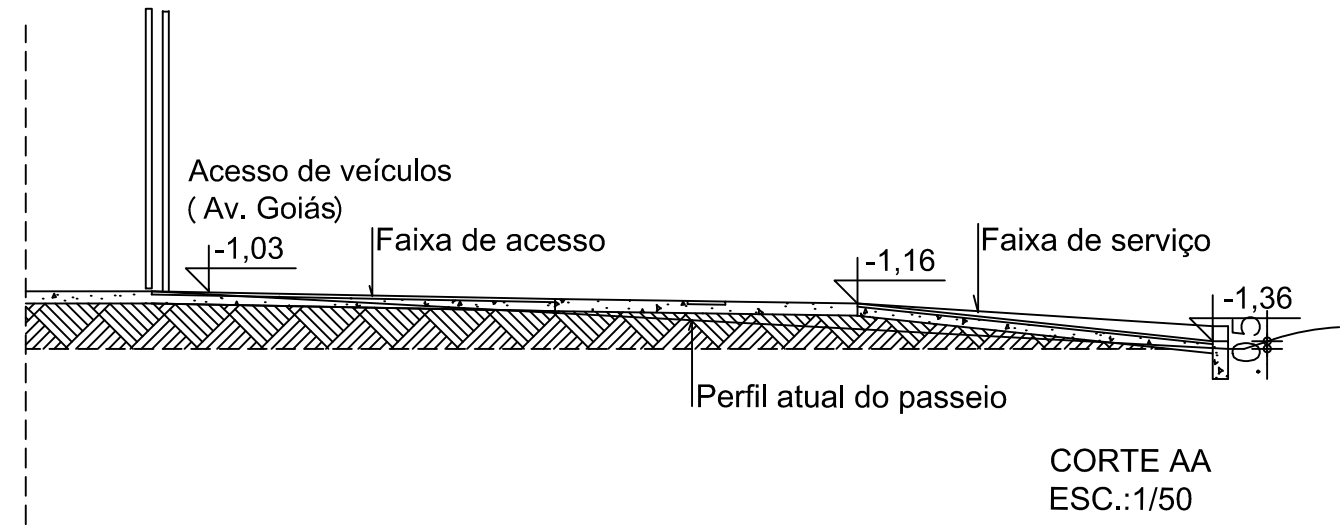 Acesso de veículos
( Av. Goiás)
-1,03
Faixa de acesso
-1,16
Faixa de serviço
-1,36
.05
Perfil atual do passeio
CORTE AA
ESC.:1/50